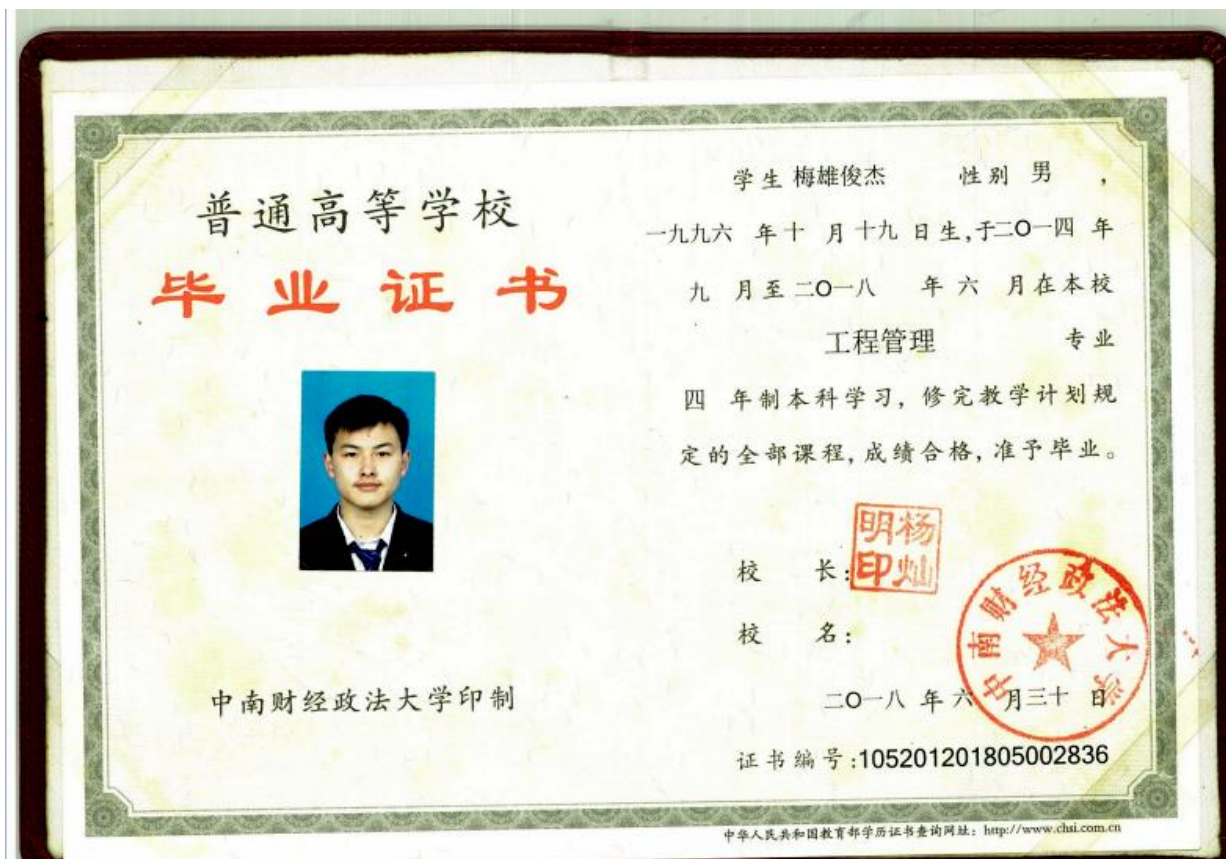 普通高等学校
毕业证书
中南财经政法大学印制
学生 梅雄俊杰 性别 男 ,
一九九六 年十 月十九 日生,于二O一四 年
九 月至二O一八 年六 月在本校
工程管理 专业
四 年制本科学习, 修完教学计划规
定的全部课程,成绩合格,准予毕业。
校 长:
杨灿明印
校 名:
中南财经政法大学
二O一八 年六 月三十 日
证书编号:105201201805002836
中华人民共和国教育部学历证书查询网址: http://www.chsi.com.cn